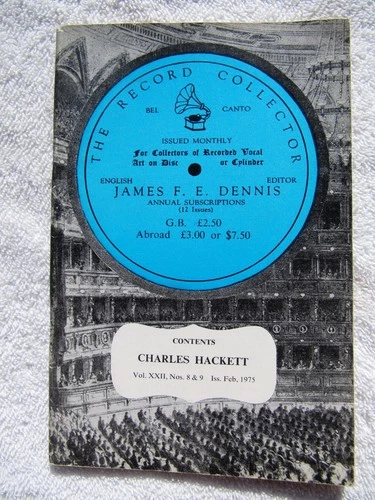 THE RECORD COLLECTOR
BEL CANTO
ISSUED MONTHLY
For Collectors of Recorded Vocal
Art on Disc or Cylinder
ENGLISH EDITOR
JAMES F. E. DENNIS
ANNUAL SUBSCRIPTIONS
(12 Issues)
G.B. £2.50
Abroad £3.00 or $7.50
CONTENTS
CHARLES HACKETT
Vol. XXII, Nos. 8 & 9 Iss. Feb, 1975